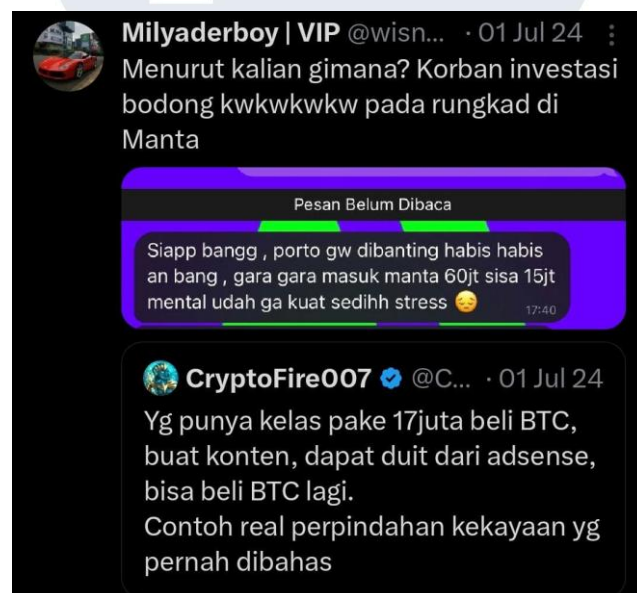 Milyaderboy | VIP @wisn... · 01 Jul 24
Menurut kalian gimana? Korban investasi
bodong kwkwkwkw pada rungkad di
Manta
Pesan Belum Dibaca
Siapp bangg , porto gw dibanting habis habis
an bang , gara gara masuk manta 60jt sisa 15jt
mental udah ga kuat sedihh stress 😔
17:40
CryptoFire007 @C... · 01 Jul 24
Yg punya kelas pake 17juta beli BTC,
buat konten, dapat duit dari adsense,
bisa beli BTC lagi.
Contoh real perpindahan kekayaan yg
pernah dibahas